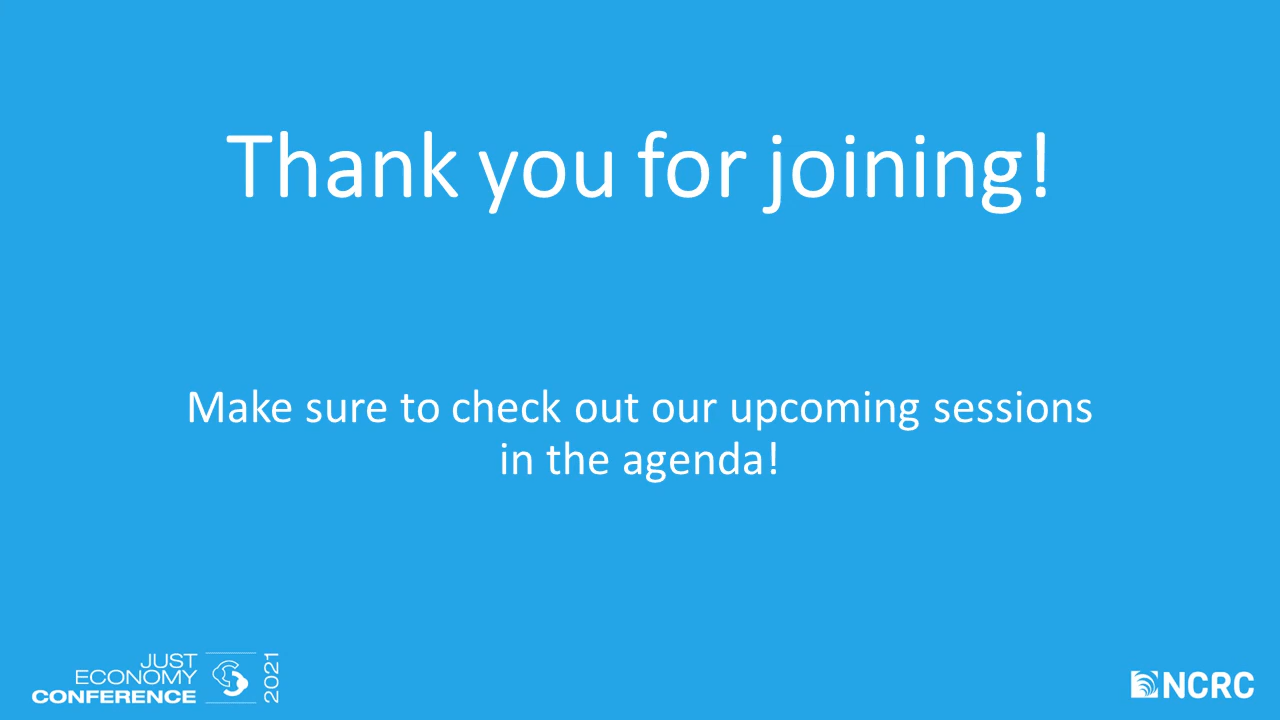 Thank you for joining!
Make sure to check out our upcoming sessions
in the agenda!
JUST
ECONOMY
CONFERENCE
2021
NCRC